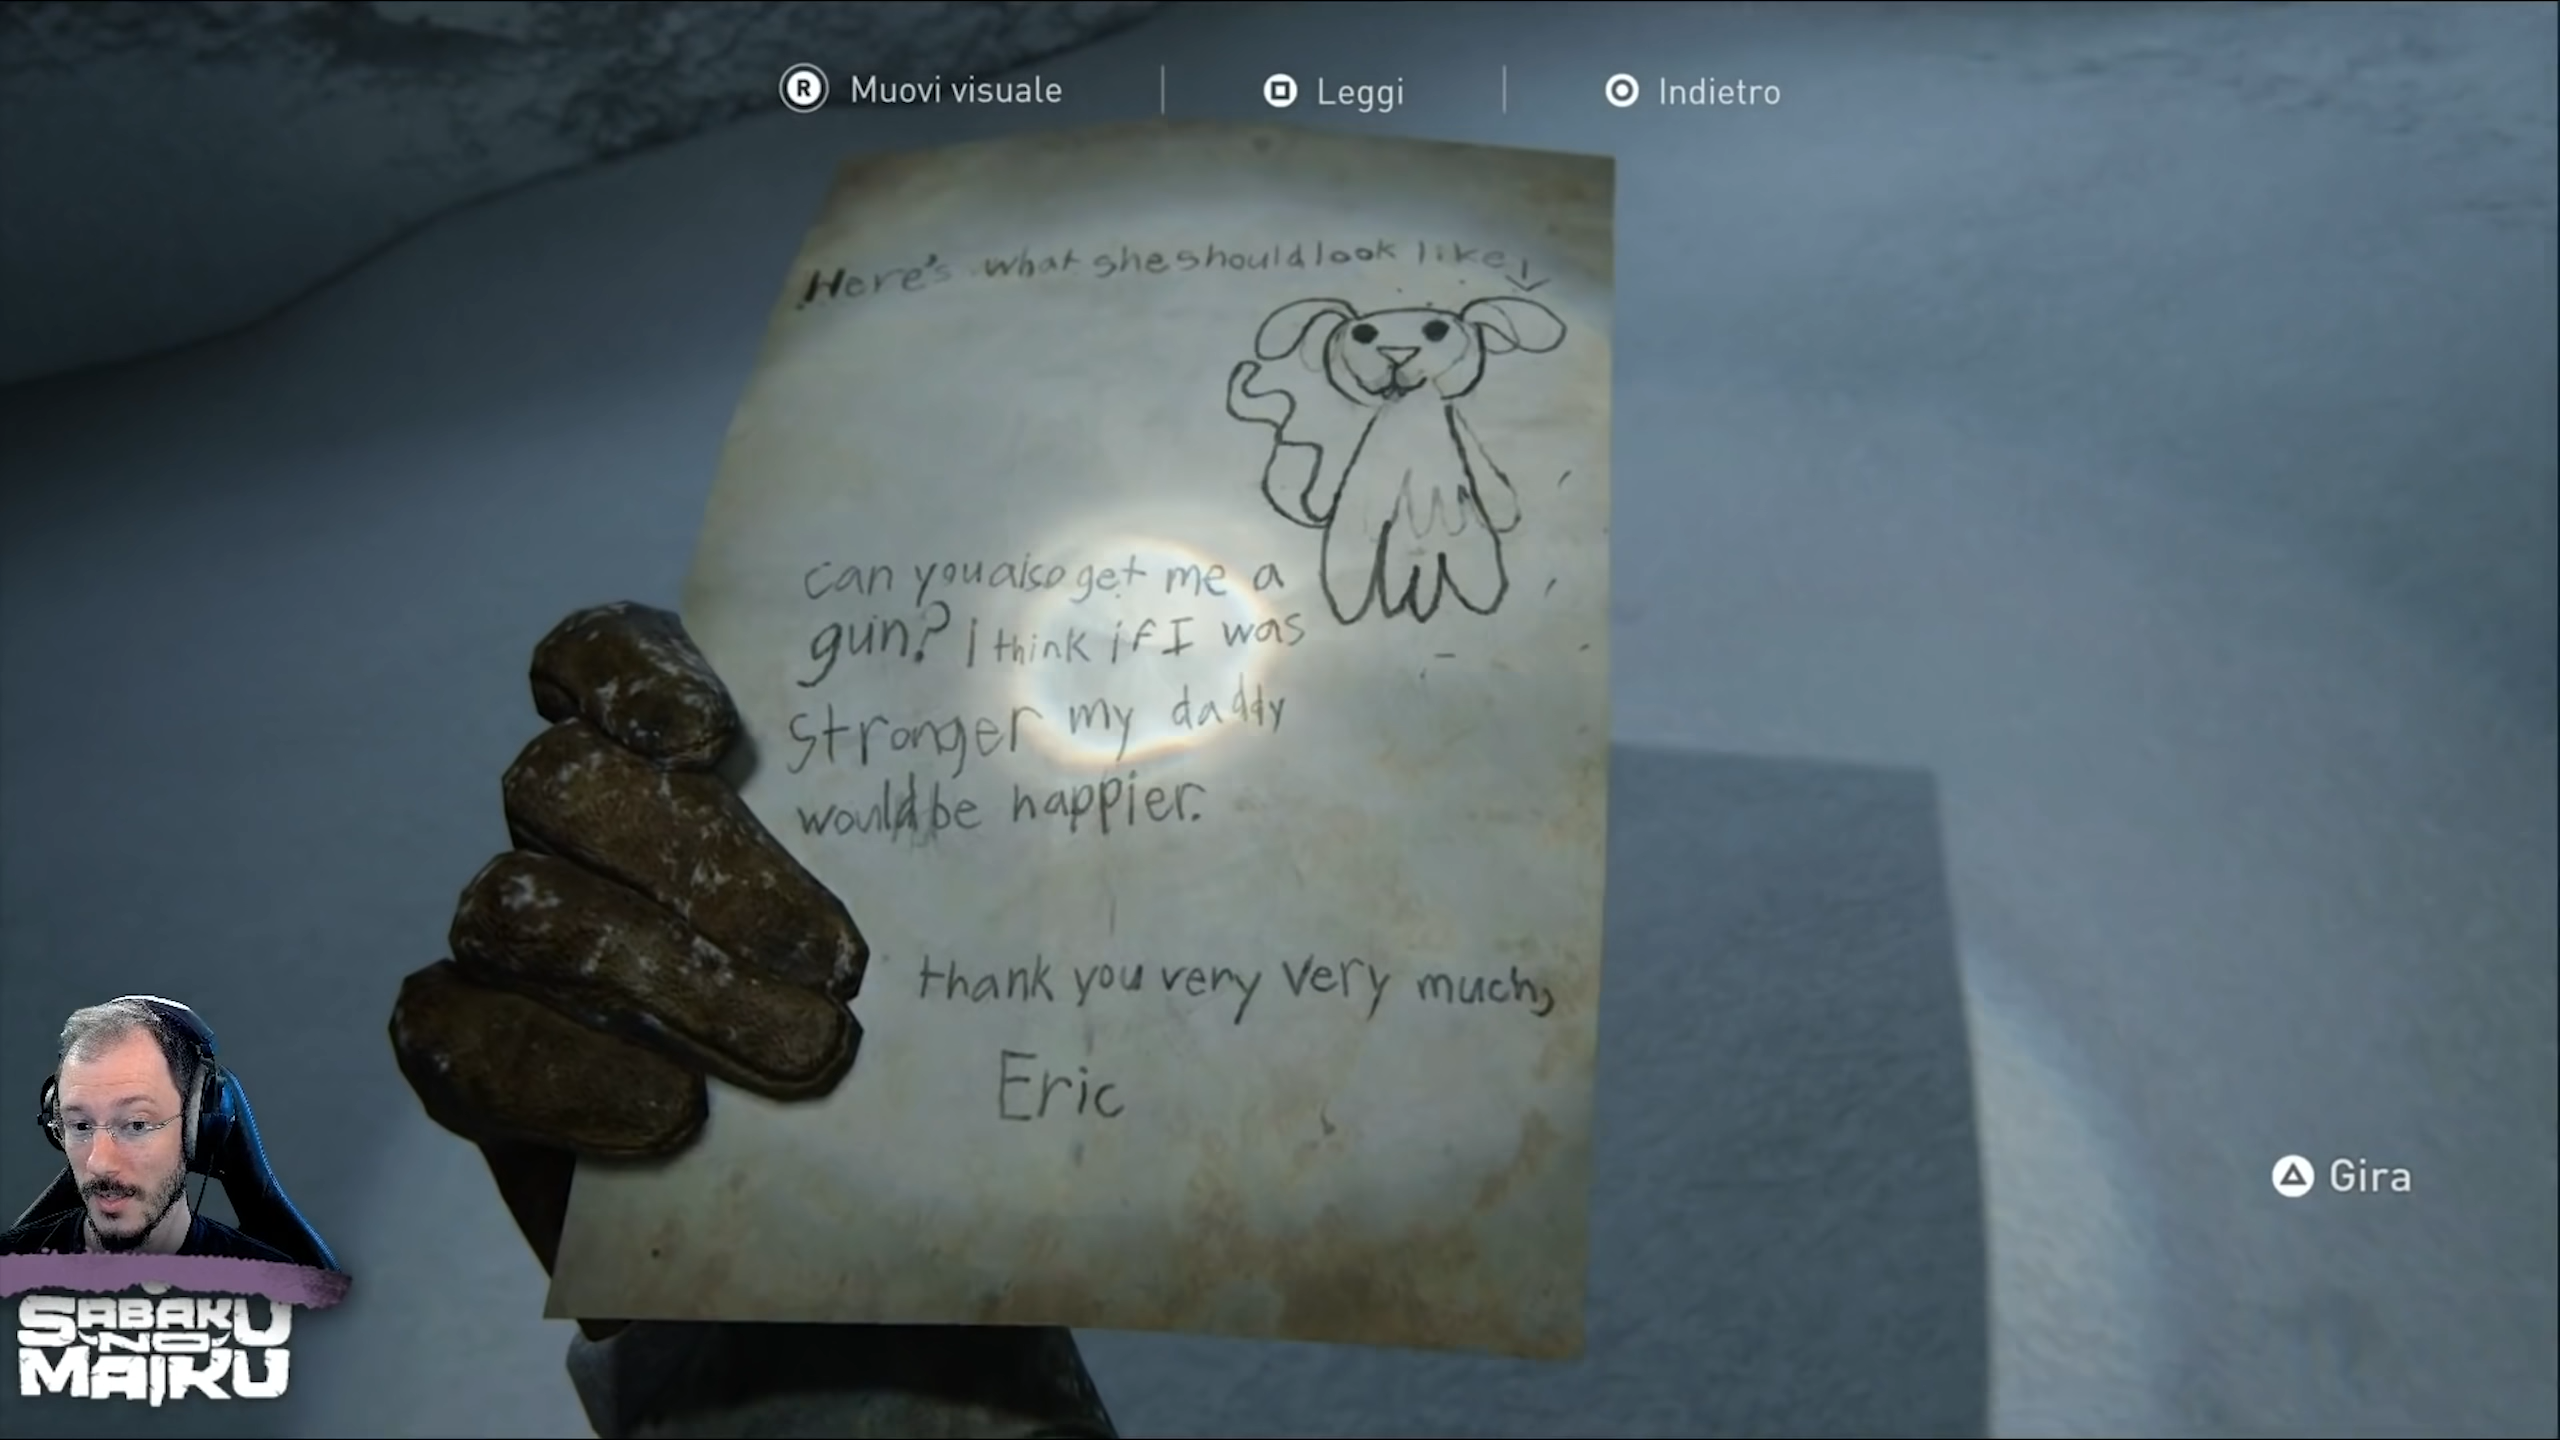 Muovi visuale
Leggi
Indietro
Here's what she should look like!
can you also get me a
gun? I think if I was
stronger my daddy
would be happier.
thank you very very much,
Eric
Gira
SABAKU
NO
MAIKU